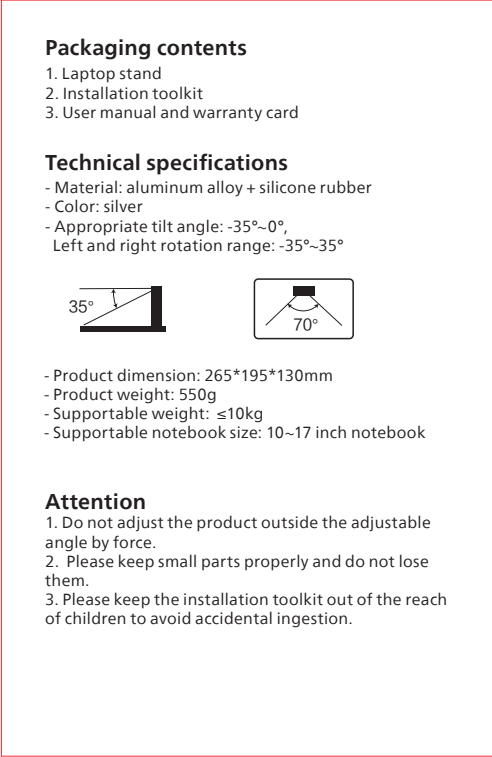 Packaging contents
1. Laptop stand
2. Installation toolkit
3. User manual and warranty card
Technical specifications
- Material: aluminum alloy + silicone rubber
- Color: silver
- Appropriate tilt angle: -35°~0°,
Left and right rotation range: -35°~35°
35°
70°
- Product dimension: 265*195*130mm
- Product weight: 550g
- Supportable weight: ≤10kg
- Supportable notebook size: 10~17 inch notebook
Attention
1. Do not adjust the product outside the adjustable
angle by force.
2. Please keep small parts properly and do not lose
them.
3. Please keep the installation toolkit out of the reach
of children to avoid accidental ingestion.